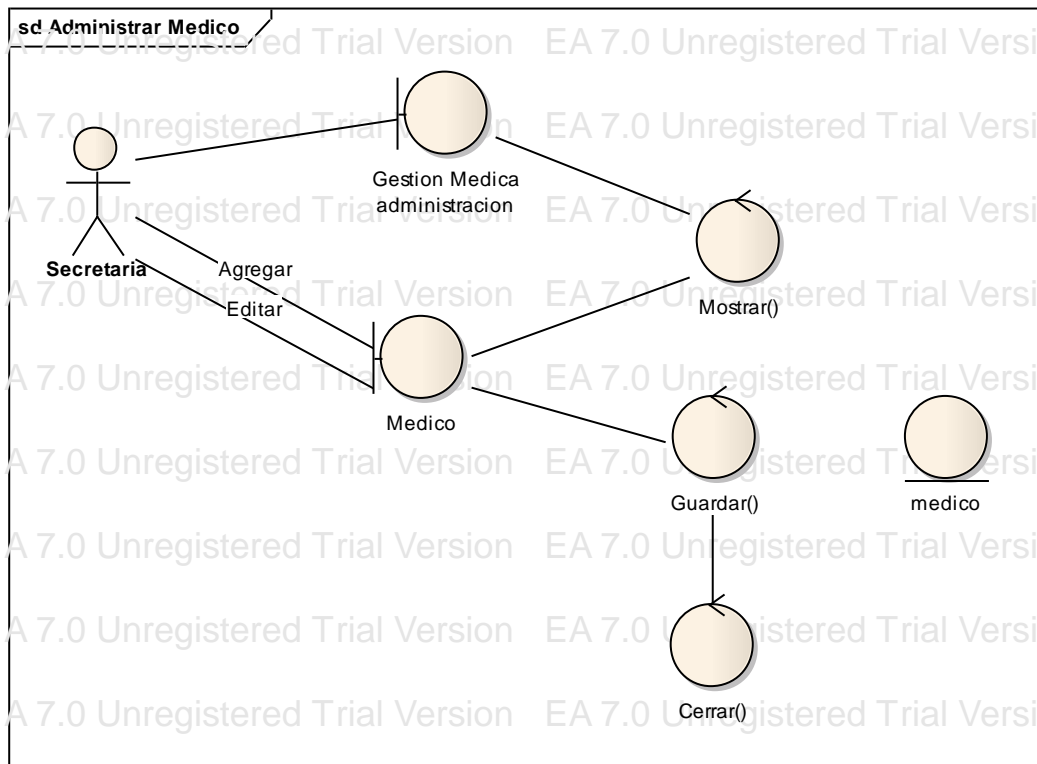 sd Administrar Medico
EA 7.0 Unregistered Trial Version
Gestion Medica
administracion
Secretaria
Agregar
Editar
Mostrar()
Medico
Guardar()
medico
Cerrar()